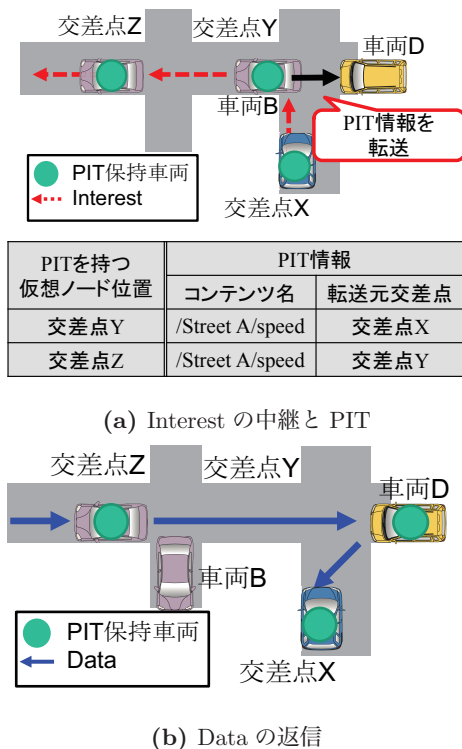 交差点Z
交差点Y
車両D
車両B
PIT情報を
転送
PIT保持車両
Interest
交差点X
PITを持つ
仮想ノード位置
PIT情報
コンテンツ名
転送元交差点
交差点Y
/Street A/speed
交差点X
交差点Z
/Street A/speed
交差点Y
(a) Interest の中継と PIT
交差点Z
交差点Y
車両D
車両B
PIT保持車両
Data
交差点X
(b) Data の返信